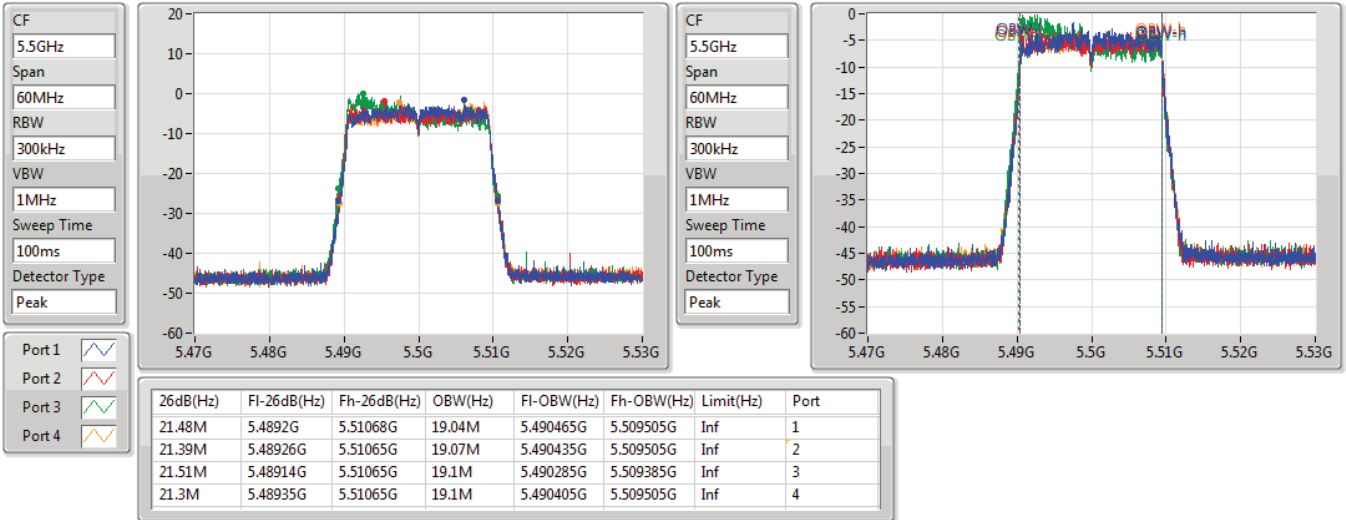 CF
5.5GHz
Span
60MHz
RBW
300kHz
VBW
1MHz
Sweep Time
100ms
Detector Type
Peak
20
10
0
-10
-20
-30
-40
-50
-60
5.47G 5.48G 5.49G 5.5G 5.51G 5.52G 5.53G
CF
5.5GHz
Span
60MHz
RBW
300kHz
VBW
1MHz
Sweep Time
100ms
Detector Type
Peak
0
-5
-10
-15
-20
-25
-30
-35
-40
-45
-50
-55
-60
OBW-h
5.47G 5.48G 5.49G 5.5G 5.51G 5.52G 5.53G
Port 1
Port 2
Port 3
Port 4
26dB(Hz) Fl-26dB(Hz) Fh-26dB(Hz) OBW(Hz) Fl-OBW(Hz) Fh-OBW(Hz) Limit(Hz) Port
21.48M 5.4892G 5.51068G 19.04M 5.490465G 5.509505G Inf 1
21.39M 5.48926G 5.51065G 19.07M 5.490435G 5.509505G Inf 2
21.51M 5.48914G 5.51065G 19.1M 5.490285G 5.509385G Inf 3
21.3M 5.48935G 5.51065G 19.1M 5.490405G 5.509505G Inf 4